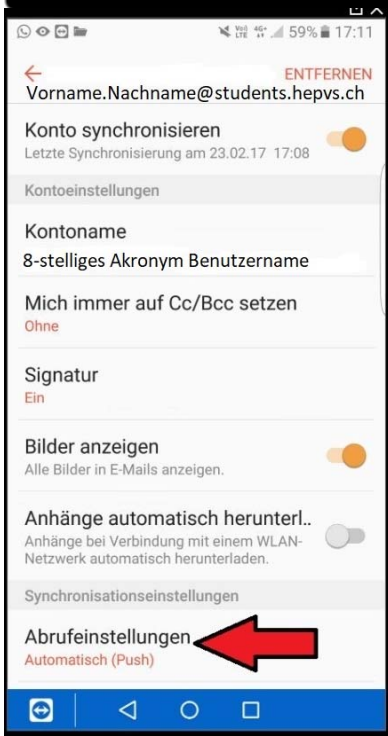 59% 17:11
ENTFERNEN
Vorname.Nachname@students.hepvs.ch
Konto synchronisieren
Letzte Synchronisierung am 23.02.17 17:08
Kontoeinstellungen
Kontoname
8-stelliges Akronym Benutzername
Mich immer auf Cc/Bcc setzen
Ohne
Signatur
Ein
Bilder anzeigen
Alle Bilder in E-Mails anzeigen.
Anhänge automatisch herunterl..
Anhänge bei Verbindung mit einem WLAN-
Netzwerk automatisch herunterladen.
Synchronisationseinstellungen
Abrufeinstellungen
Automatisch (Push)